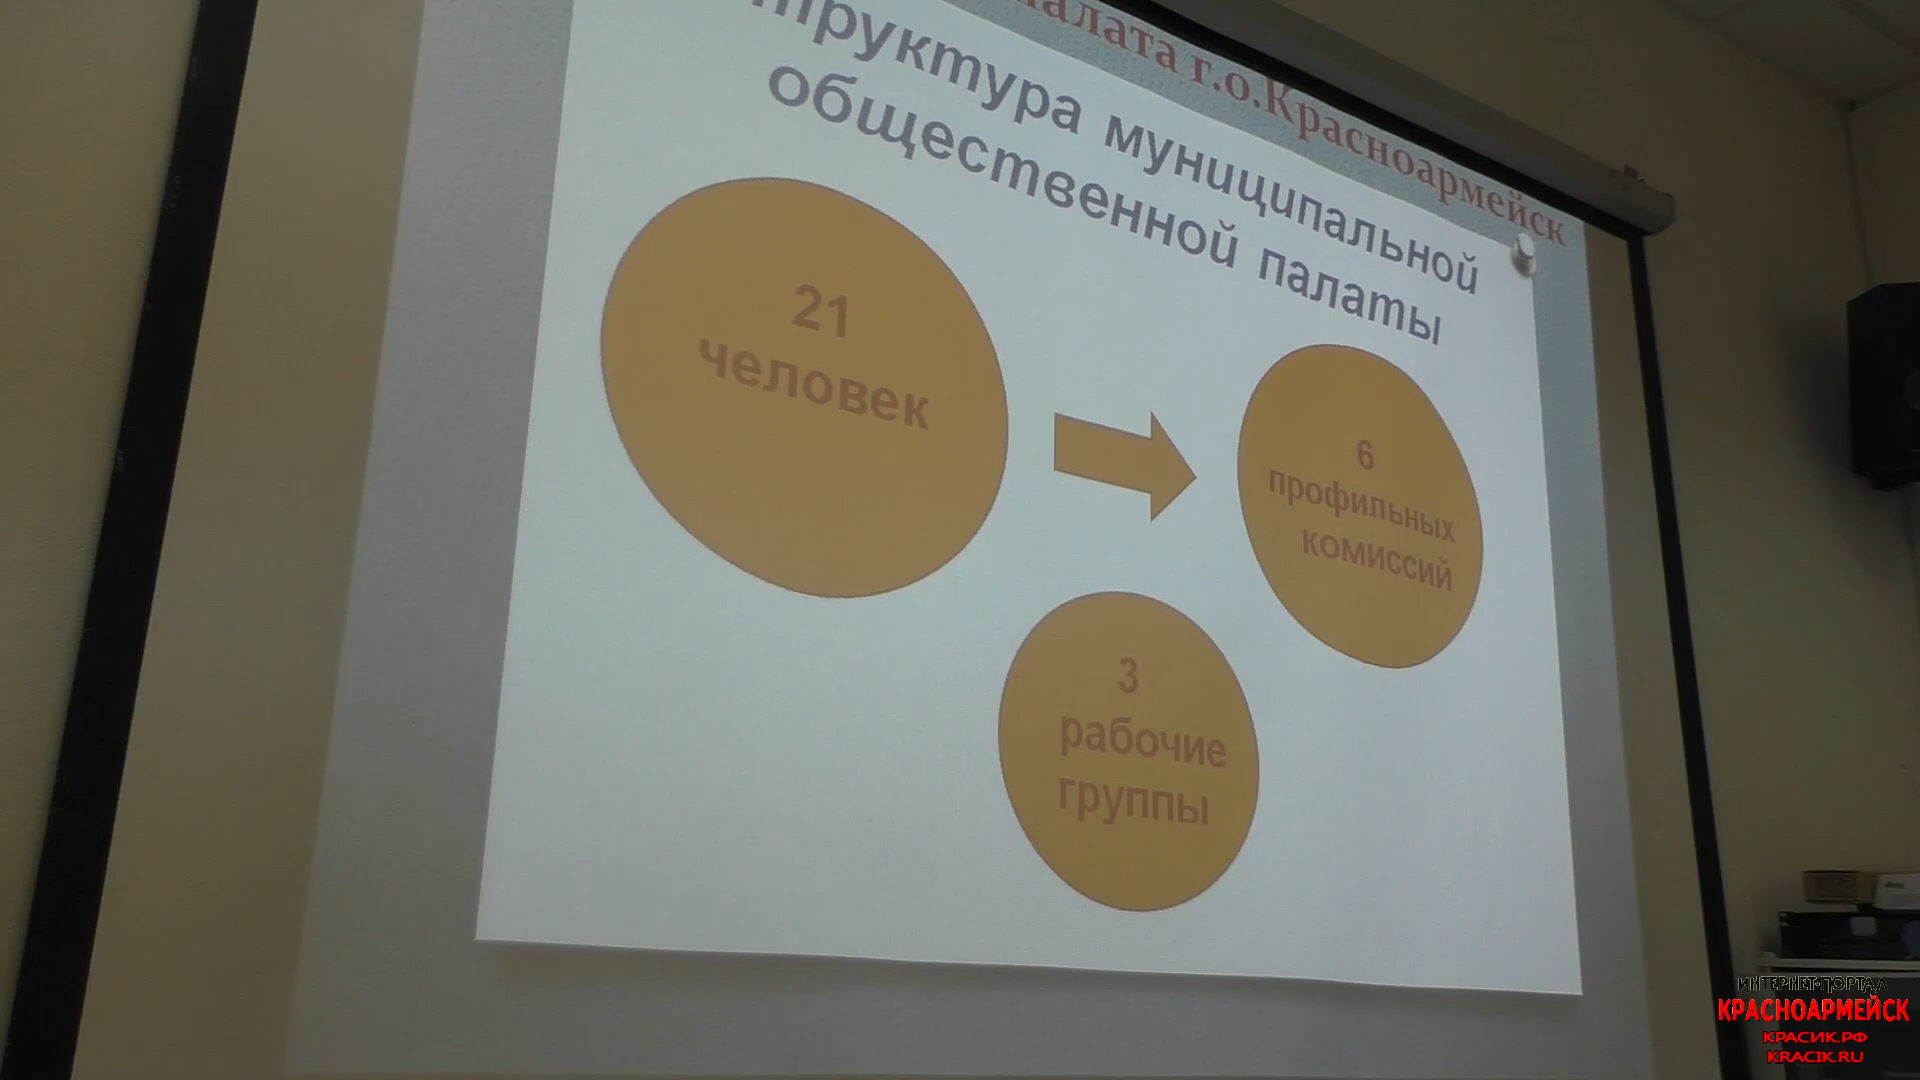 палата г.о.Красноармейск
труктура муниципальной
общественной палаты
21
человек
6
профильных
комиссий
3
рабочие
группы
ИНТЕРНЕТ-ПОРТАЛ
КРАСНОАРМЕЙСК
КРАСИК.РФ
KRACIK.RU